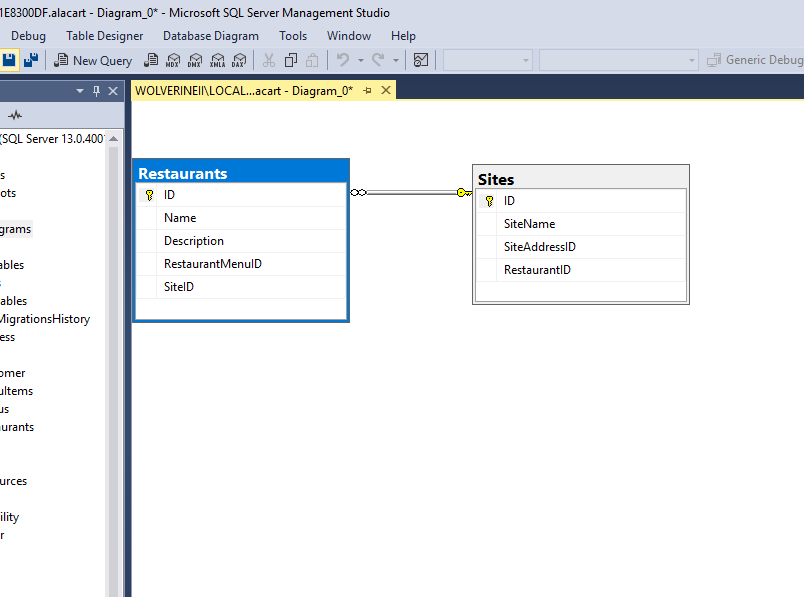 1E8300DF.alacart - Diagram_0* - Microsoft SQL Server Management Studio
Debug Table Designer Database Diagram Tools Window Help
New Query MDX DMX XMLA DAX Generic Debug
WOLVERINEII\LOCAL...acart - Diagram_0*
(SQL Server 13.0.4001
s
ots
grams
ables
s
ables
MigrationsHistory
ess
omer
uItems
us
urants
urces
ility
r
Restaurants
ID
Name
Description
RestaurantMenuID
SiteID
Sites
ID
SiteName
SiteAddressID
RestaurantID